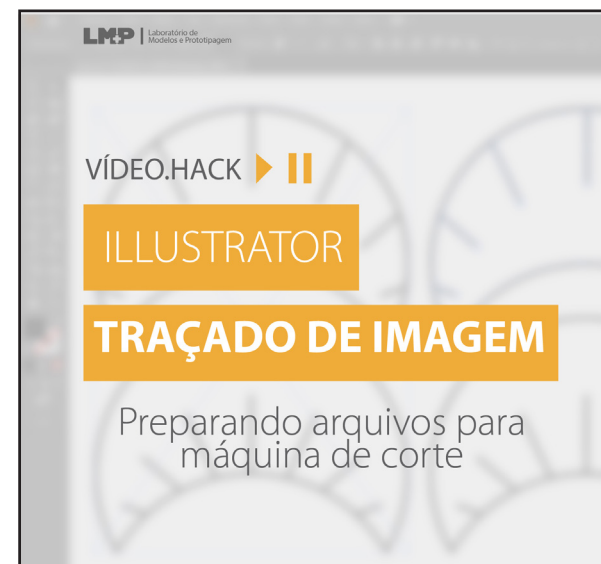 LMP
Laboratório de
Modelos e Prototipagem
VÍDEO.HACK
ILLUSTRATOR
TRAÇADO DE IMAGEM
Preparando arquivos para
máquina de corte